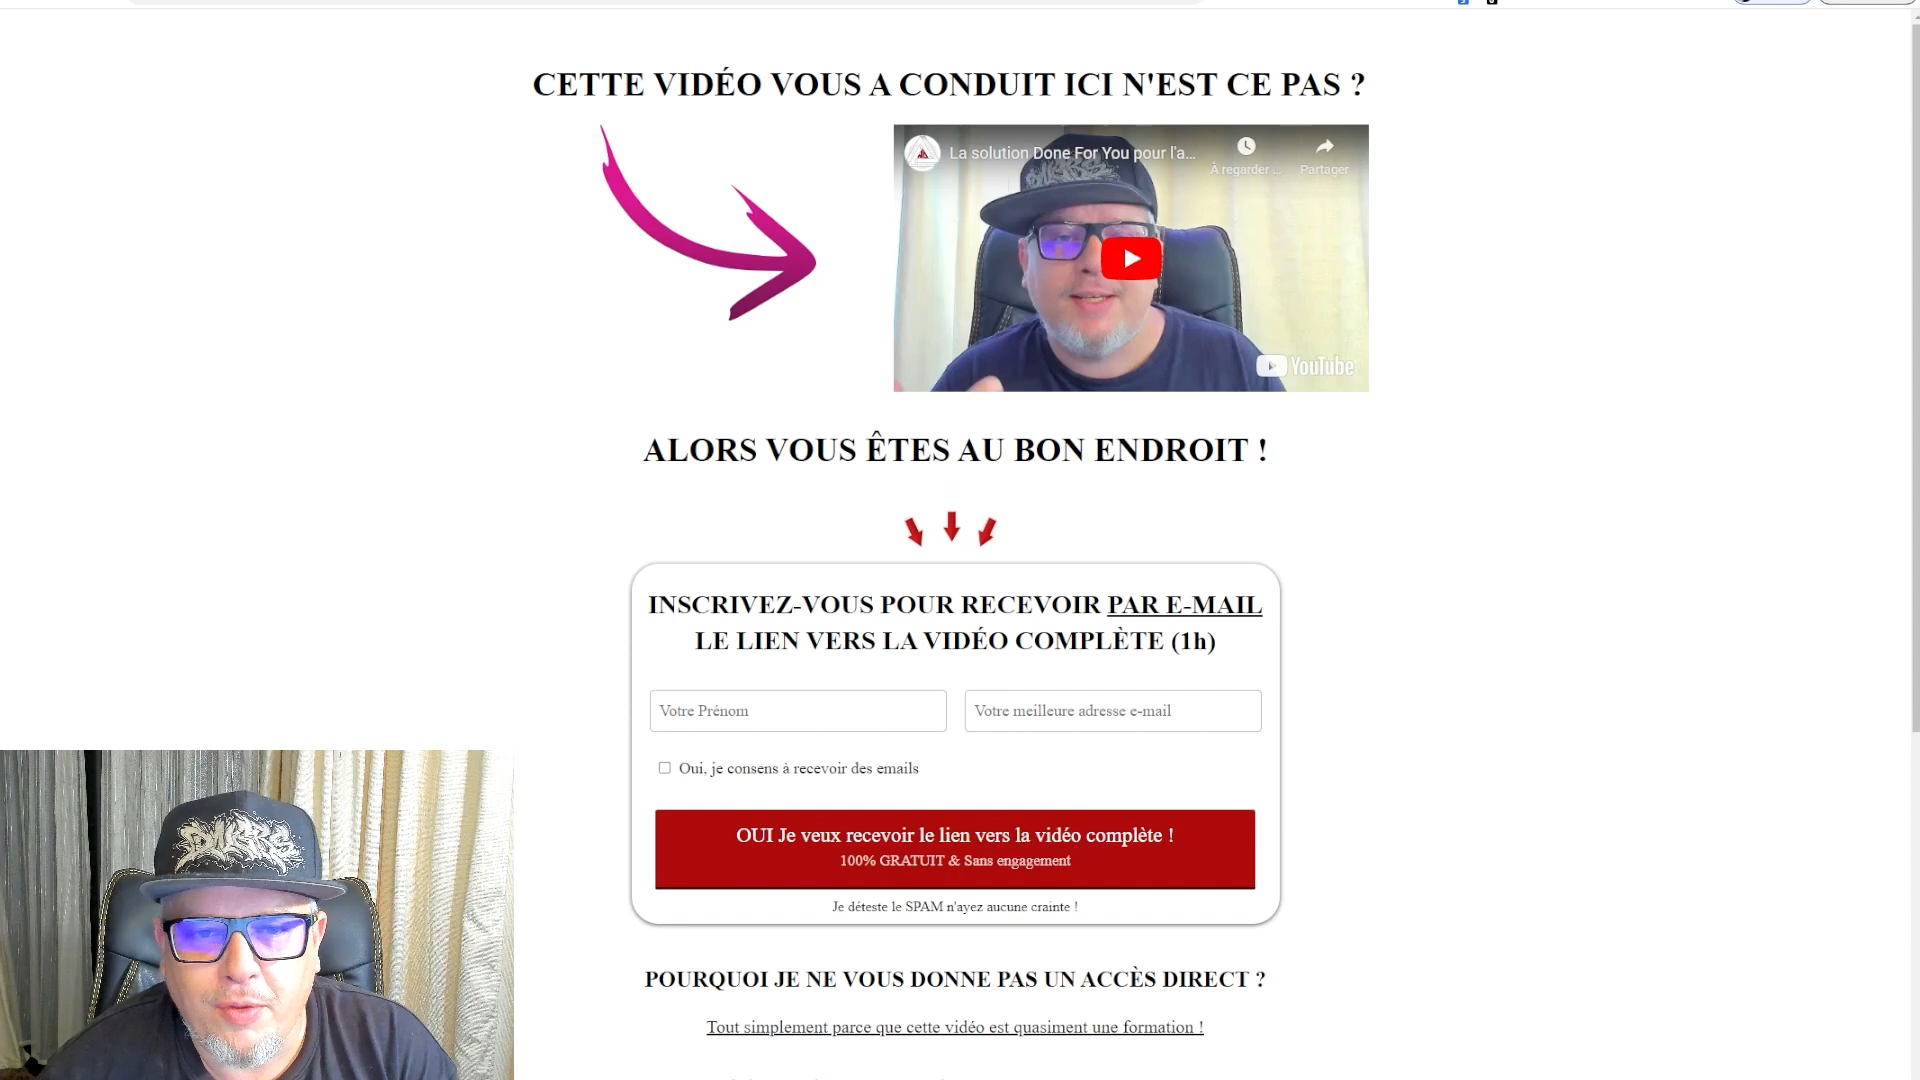 CETTE VIDÉO VOUS A CONDUIT ICI N'EST CE PAS ?
La solution Done For You pour l'a...
À regarder ...
Partager
YouTube
ALORS VOUS ÊTES AU BON ENDROIT !
INSCRIVEZ-VOUS POUR RECEVOIR PAR E-MAIL
LE LIEN VERS LA VIDÉO COMPLÈTE (1h)
Votre Prénom
Votre meilleure adresse e-mail
Oui, je consens à recevoir des emails
OUI Je veux recevoir le lien vers la vidéo complète !
100% GRATUIT & Sans engagement
Je déteste le SPAM n'ayez aucune crainte !
POURQUOI JE NE VOUS DONNE PAS UN ACCÈS DIRECT ?
Tout simplement parce que cette vidéo est quasiment une formation !